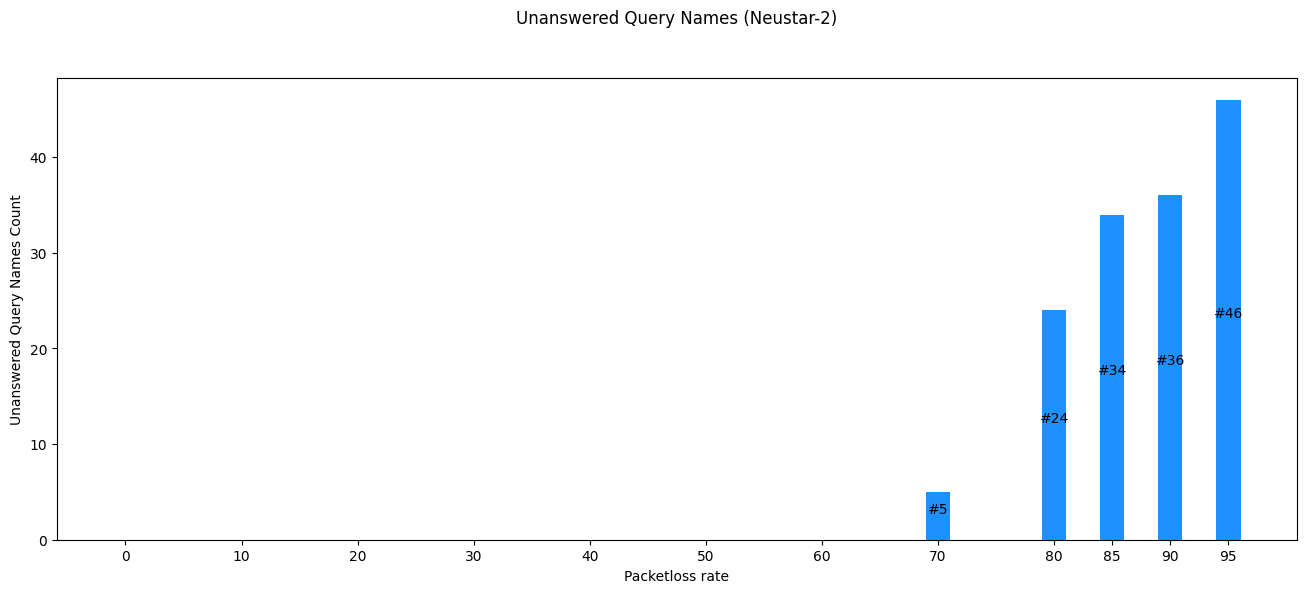 Unanswered Query Names (Neustar-2)
Unanswered Query Names Count
40
30
20
10
0
#5
#24
#34
#36
#46
0 10 20 30 40 50 60 70 80 85 90 95
Packetloss rate